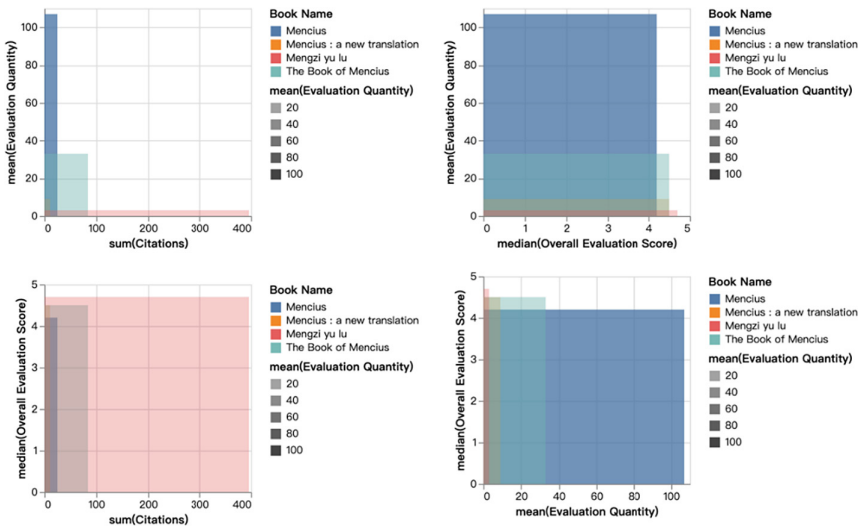 mean(Evaluation Quantity)
100
80
60
40
20
0
0
100
200
300
400
sum(Citations)
Book Name
Mencius
Mencius : a new translation
Mengzi yu lu
The Book of Mencius
mean(Evaluation Quantity)
20
40
60
80
100
mean(Evaluation Quantity)
100
80
60
40
20
0
0
1
2
3
4
5
median(Overall Evaluation Score)
Book Name
Mencius
Mencius : a new translation
Mengzi yu lu
The Book of Mencius
mean(Evaluation Quantity)
20
40
60
80
100
median(Overall Evaluation Score)
5
4
3
2
1
0
0
100
200
300
400
sum(Citations)
Book Name
Mencius
Mencius : a new translation
Mengzi yu lu
The Book of Mencius
mean(Evaluation Quantity)
20
40
60
80
100
median(Overall Evaluation Score)
5
4
3
2
1
0
0
20
40
60
80
100
mean(Evaluation Quantity)
Book Name
Mencius
Mencius : a new translation
Mengzi yu lu
The Book of Mencius
mean(Evaluation Quantity)
20
40
60
80
100